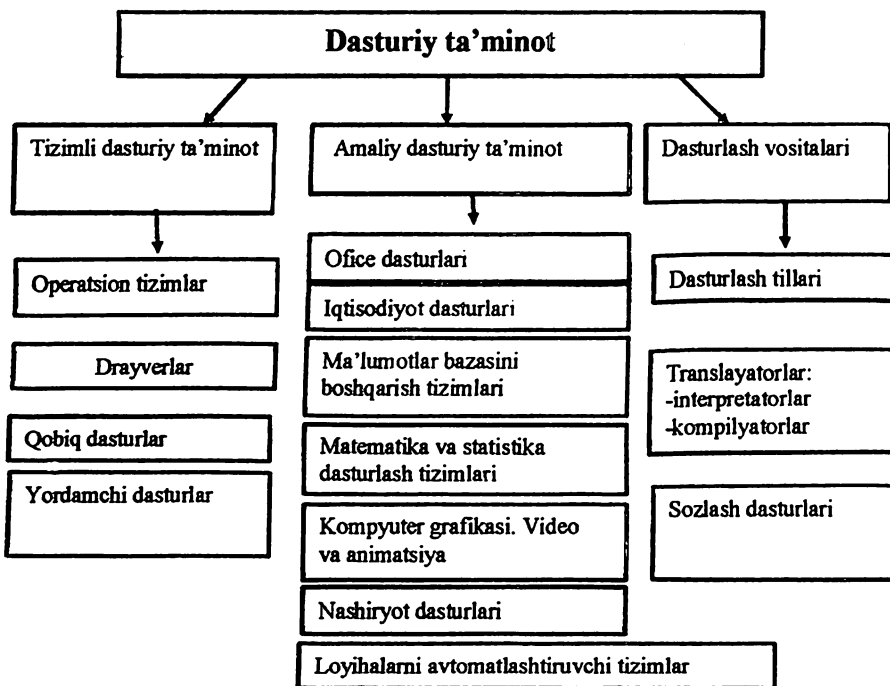 Dasturiy ta’minot
Tizimli dasturiy ta’minot
Operatsion tizimlar
Drayverlar
Qobiq dasturlar
Yordamchi dasturlar
Amaliy dasturiy ta’minot
Ofice dasturlari
Iqtisodiyot dasturlari
Ma’lumotlar bazasini
boshqarish tizimlari
Matematika va statistika
dasturlash tizimlari
Kompyuter grafikasi. Video
va animatsiya
Nashiryot dasturlari
Loyihalarni avtomatlashtiruvchi tizimlar
Dasturlash vositalari
Dasturlash tillari
Translayatorlar:
-interpretatorlar
-kompilyatorlar
Sozlash dasturlari